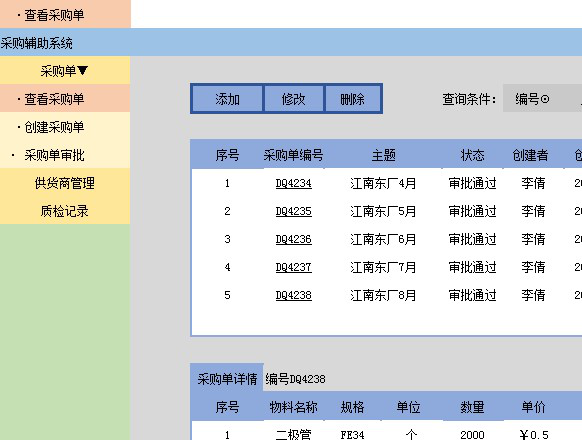 ·查看采购单
采购辅助系统
采购单▼
·查看采购单
·创建采购单
· 采购单审批
供货商管理
质检记录
添加 修改 删除 查询条件： 编号⊙
序号 采购单编号 主题 状态 创建者
1 DQ4234 江南东厂4月 审批通过 李倩 20
2 DQ4235 江南东厂5月 审批通过 李倩 20
3 DQ4236 江南东厂6月 审批通过 李倩 20
4 DQ4237 江南东厂7月 审批通过 李倩 20
5 DQ4238 江南东厂8月 审批通过 李倩 20
采购单详情 编号DQ4238
序号 物料名称 规格 单位 数量 单价
1 二极管 FE34 个 2000 ￥0.5